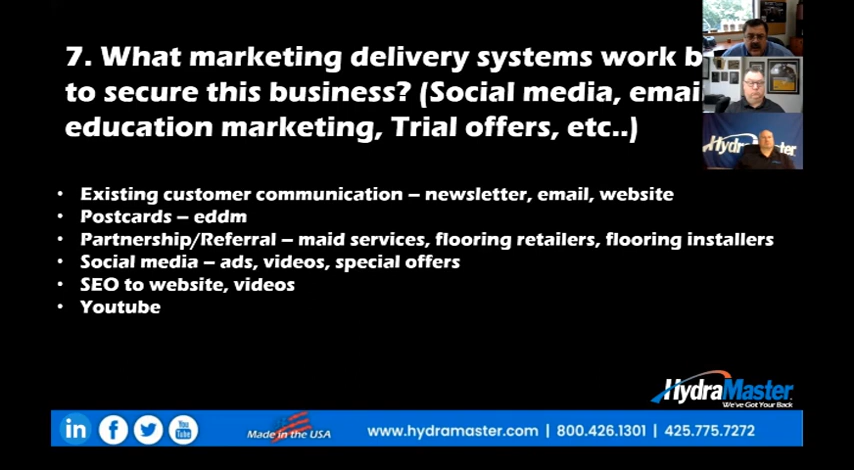 7. What marketing delivery systems work b
to secure this business? (Social media, emai
education marketing, Trial offers, etc..)
• Existing customer communication – newsletter, email, website
• Postcards – eddm
• Partnership/Referral – maid services, flooring retailers, flooring installers
• Social media – ads, videos, special offers
• SEO to website, videos
• Youtube
HydraMaster
We've Got Your Back
in
f
You
Tube
Made in the USA
www.hydramaster.com | 800.426.1301 | 425.775.7272